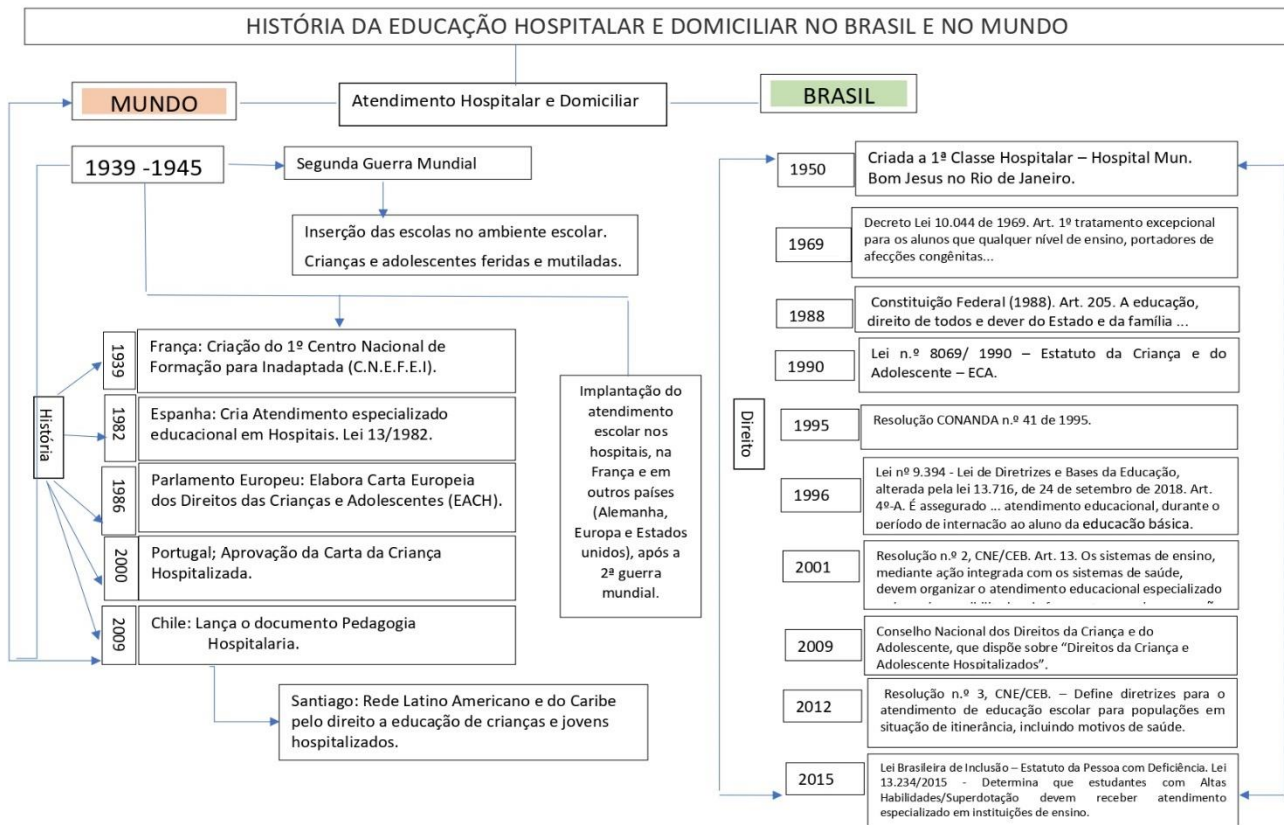 HISTÓRIA DA EDUCAÇÃO HOSPITALAR E DOMICILIAR NO BRASIL E NO MUNDO
MUNDO
Atendimento Hospitalar e Domiciliar
BRASIL
1939 -1945
Segunda Guerra Mundial
Inserção das escolas no ambiente escolar.
Crianças e adolescentes feridas e mutiladas.
História
1939
França: Criação do 1º Centro Nacional de
Formação para Inadaptada (C.N.E.F.E.I).
1982
Espanha: Cria Atendimento especializado
educacional em Hospitais. Lei 13/1982.
1986
Parlamento Europeu: Elabora Carta Europeia
dos Direitos das Crianças e Adolescentes (EACH).
2000
Portugal; Aprovação da Carta da Criança
Hospitalizada.
2009
Chile: Lança o documento Pedagogia
Hospitalaria.
Santiago: Rede Latino Americano e do Caribe
pelo direito a educação de crianças e jovens
hospitalizados.
Implantação do
atendimento
escolar nos
hospitais, na
França e em
outros países
(Alemanha,
Europa e Estados
unidos), após a
2ª guerra
mundial.
Direito
1950
Criada a 1ª Classe Hospitalar – Hospital Mun.
Bom Jesus no Rio de Janeiro.
1969
Decreto Lei 10.044 de 1969. Art. 1º tratamento excepcional
para os alunos que qualquer nível de ensino, portadores de
afecções congênitas...
1988
Constituição Federal (1988). Art. 205. A educação,
direito de todos e dever do Estado e da família ...
1990
Lei n.º 8069/ 1990 – Estatuto da Criança e do
Adolescente – ECA.
1995
Resolução CONANDA n.º 41 de 1995.
1996
Lei nº 9.394 - Lei de Diretrizes e Bases da Educação,
alterada pela lei 13.716, de 24 de setembro de 2018. Art.
4º-A. É assegurado ... atendimento educacional, durante o
período de internação ao aluno da educação básica.
2001
Resolução n.º 2, CNE/CEB. Art. 13. Os sistemas de ensino,
mediante ação integrada com os sistemas de saúde,
devem organizar o atendimento educacional especializado
2009
Conselho Nacional dos Direitos da Criança e do
Adolescente, que dispõe sobre “Direitos da Criança e
Adolescente Hospitalizados”.
2012
Resolução n.º 3, CNE/CEB. – Define diretrizes para o
atendimento de educação escolar para populações em
situação de itinerância, incluindo motivos de saúde.
2015
Lei Brasileira de Inclusão – Estatuto da Pessoa com Deficiência. Lei
13.234/2015 - Determina que estudantes com Altas
Habilidades/Superdotação devem receber atendimento
especializado em instituições de ensino.